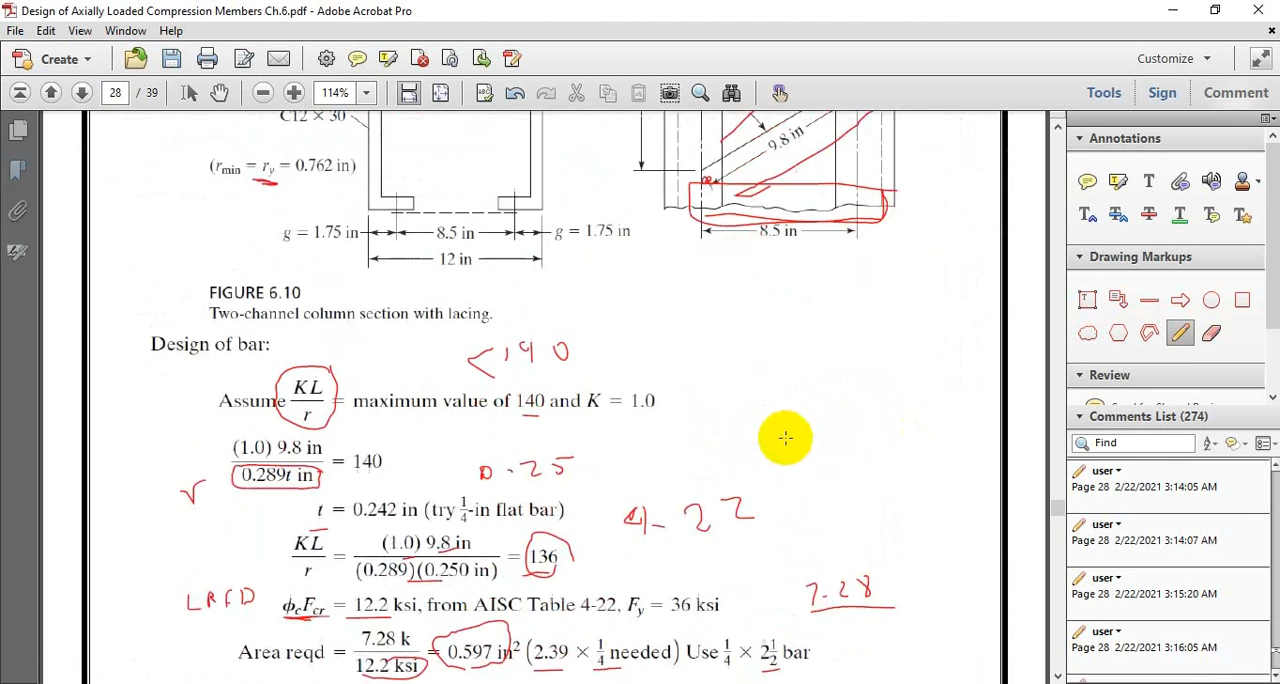 Design of Axially Loaded Compression Members Ch.6.pdf - Adobe Acrobat Pro
File Edit View Window Help
Create
Customize
28 / 39
114%
Tools Sign Comment
C12 × 30
(rmin = ry = 0.762 in)
9.8 in
g = 1.75 in 8.5 in g = 1.75 in
12 in
8.5 in
FIGURE 6.10
Two-channel column section with lacing.
Design of bar:
< 190
Assume KL/r = maximum value of 140 and K = 1.0
(1.0) 9.8 in / 0.289t in = 140
r
0.25
t = 0.242 in (try 1/4-in flat bar)
4-22
KL/r = (1.0) 9.8 in / (0.289)(0.250 in) = 136
7.28
LRFD
ϕcFcr = 12.2 ksi, from AISC Table 4-22, Fy = 36 ksi
Area reqd = 7.28 k / 12.2 ksi = 0.597 in² (2.39 × 1/4 needed) Use 1/4 × 2 1/2 bar
Annotations
T
Drawing Markups
Review
Comments List (274)
Find
user
Page 28 2/22/2021 3:14:05 AM
user
Page 28 2/22/2021 3:14:07 AM
user
Page 28 2/22/2021 3:15:20 AM
user
Page 28 2/22/2021 3:16:05 AM